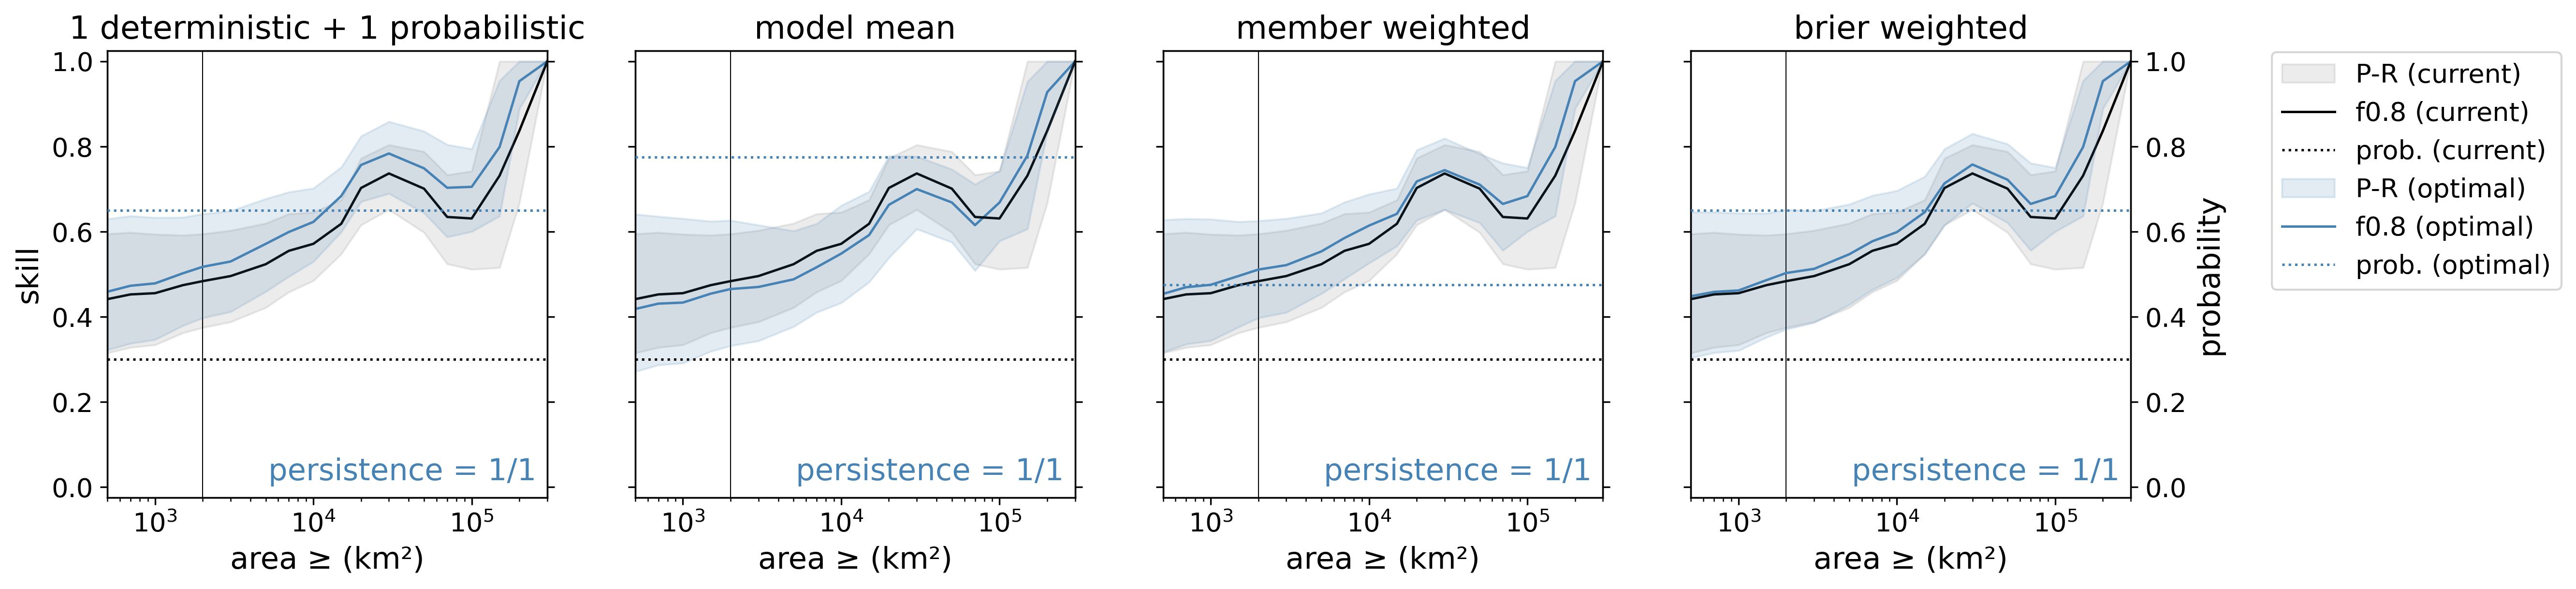 1 deterministic + 1 probabilistic
model mean
member weighted
brier weighted
skill
1.0
0.8
0.6
0.4
0.2
0.0
persistence = 1/1
persistence = 1/1
persistence = 1/1
persistence = 1/1
10³ 10⁴ 10⁵
10³ 10⁴ 10⁵
10³ 10⁴ 10⁵
10³ 10⁴ 10⁵
area ≥ (km²)
area ≥ (km²)
area ≥ (km²)
area ≥ (km²)
1.0
0.8
0.6
0.4
0.2
0.0
probability
P-R (current)
f0.8 (current)
prob. (current)
P-R (optimal)
f0.8 (optimal)
prob. (optimal)